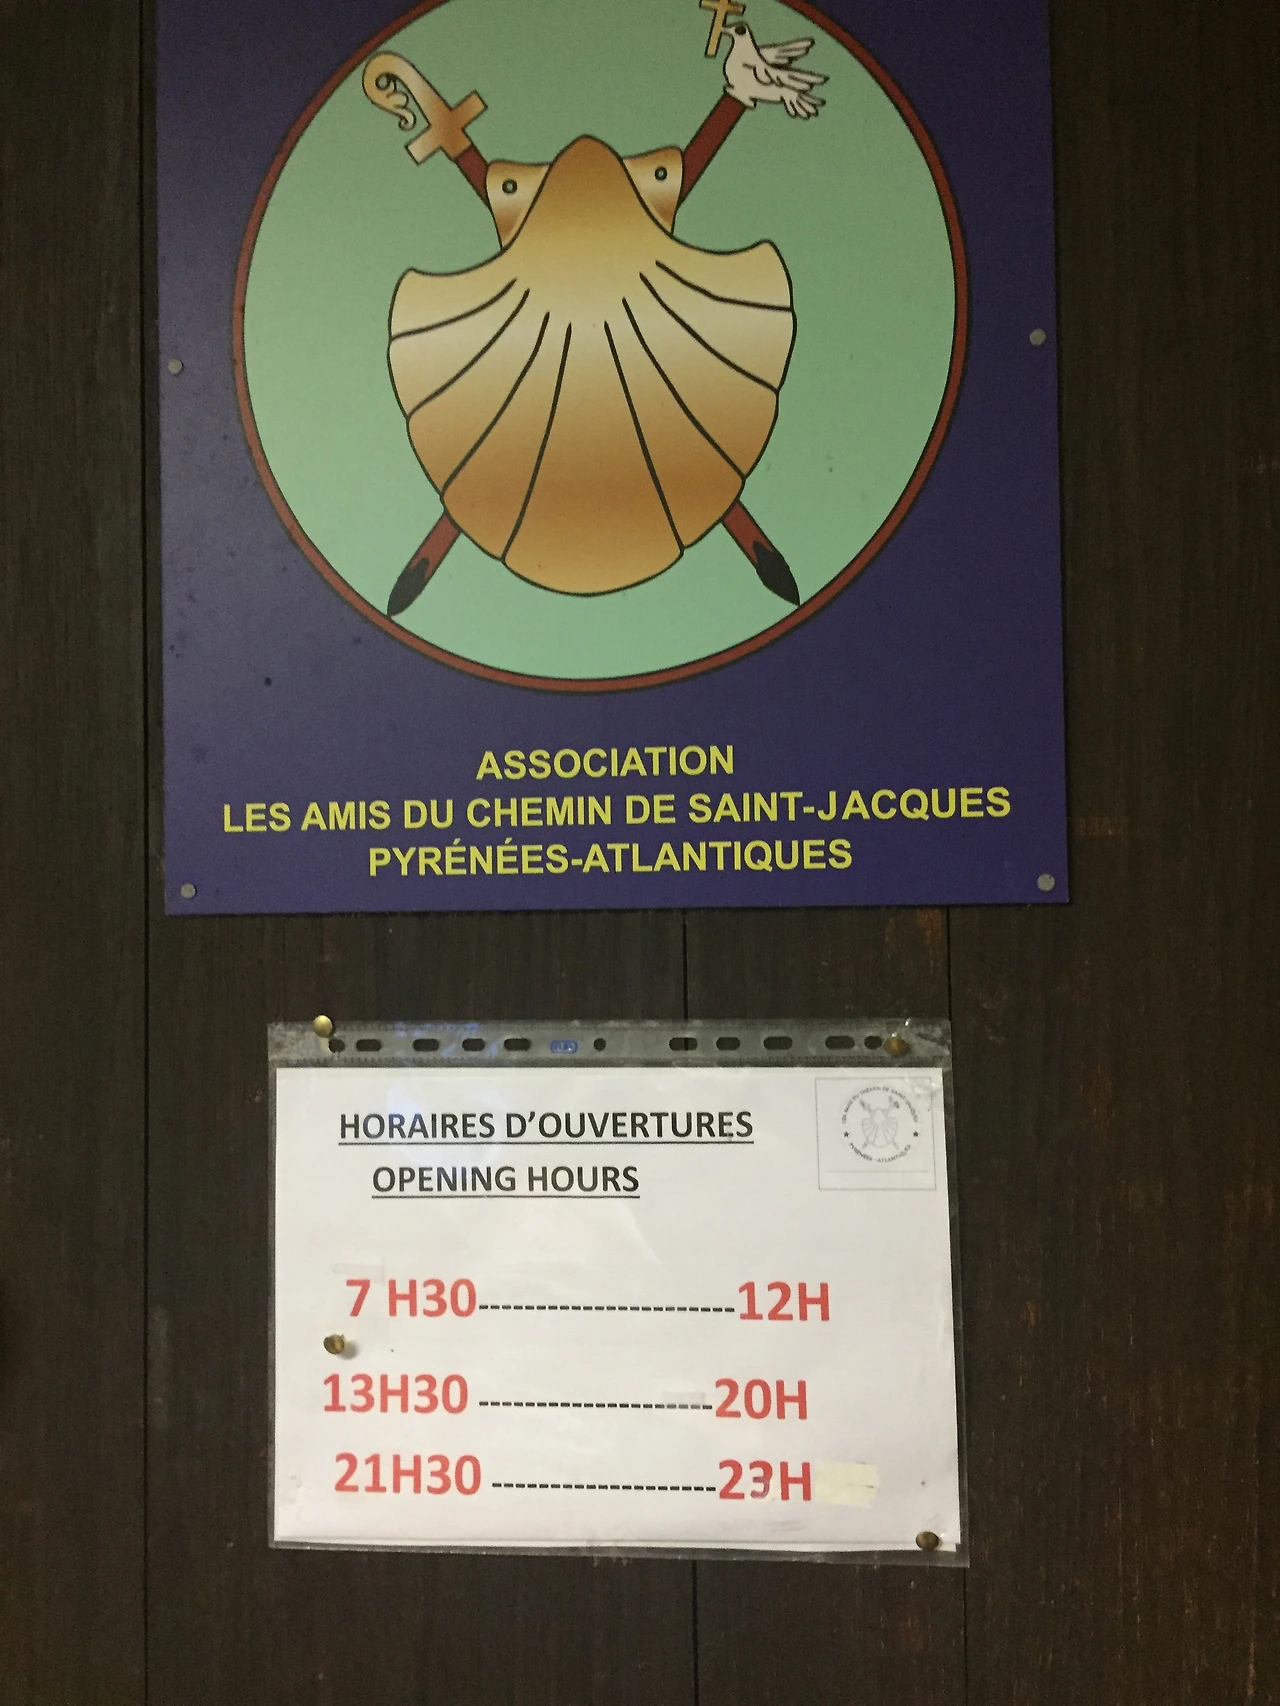 ASSOCIATION
LES AMIS DU CHEMIN DE SAINT-JACQUES
PYRÉNÉES-ATLANTIQUES
HORAIRES D'OUVERTURES
OPENING HOURS
7 H30----------------------12H
13H30 --------------------20H
21H30 -------------------23H